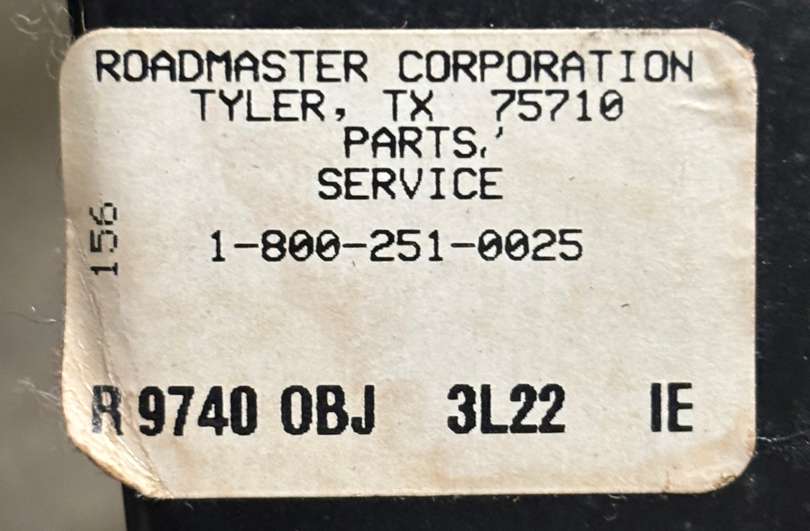 ROADMASTER CORPORATION
TYLER, TX 75710
PARTS/
SERVICE
156
1-800-251-0025
R 9740 OBJ 3L22 IE